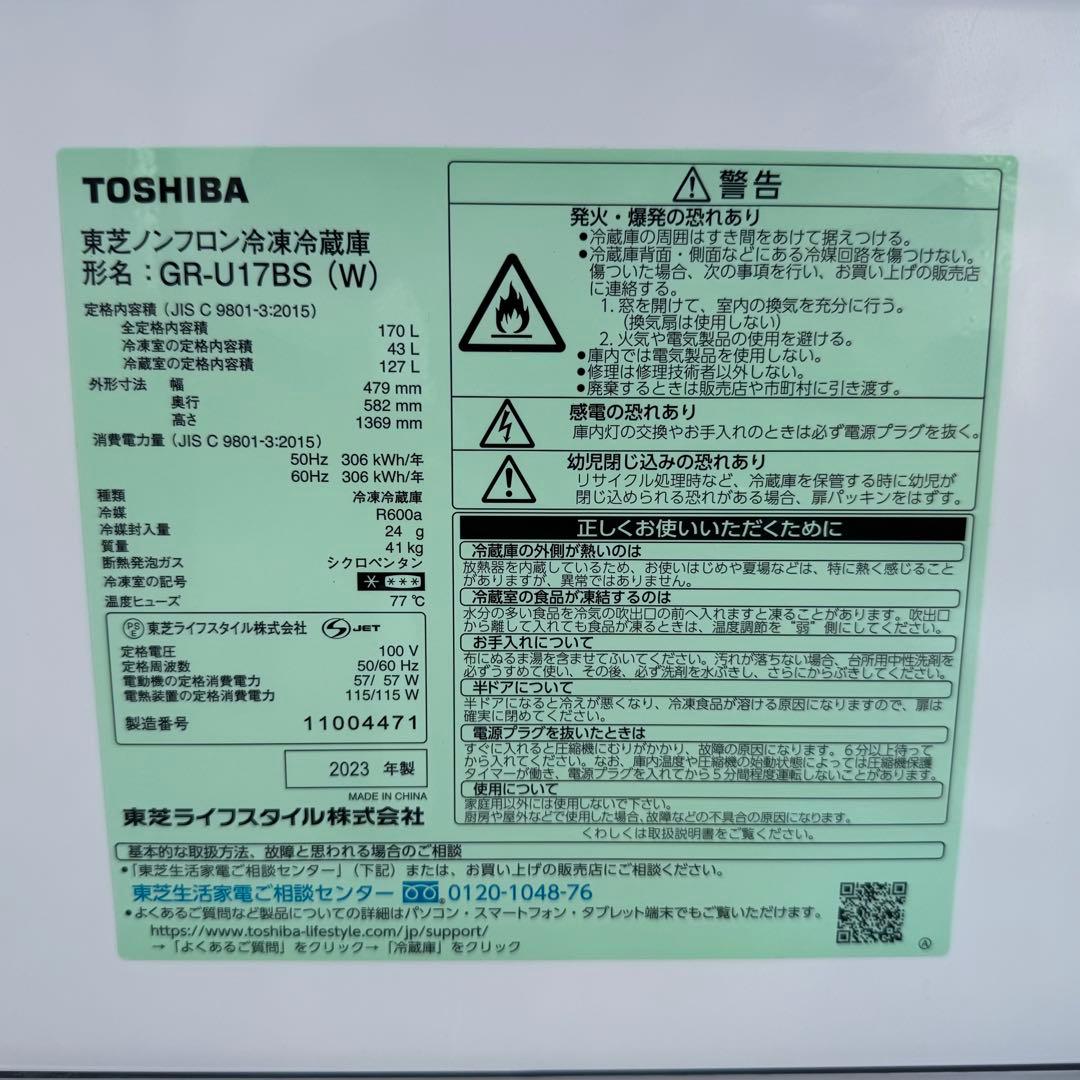 TOSHIBA
東芝ノンフロン冷凍冷蔵庫
形名：GR-U17BS（W）
定格内容積（JIS C 9801-3:2015）
全定格内容積 170 L
冷凍室の定格内容積 43 L
冷蔵室の定格内容積 127 L
外形寸法 幅 479 mm
奥行 582 mm
高さ 1369 mm
消費電力量（JIS C 9801-3:2015）
50Hz 306 kWh/年
60Hz 306 kWh/年
種類 冷凍冷蔵庫
冷媒 R600a
冷媒封入量 24 g
質量 41 kg
断熱発泡ガス シクロペンタン
冷凍室の記号
温度ヒューズ 77 ℃
PSE 東芝ライフスタイル株式会社 JET
定格電圧 100 V
定格周波数 50/60 Hz
電動機の定格消費電力 57/ 57 W
電熱装置の定格消費電力 115/115 W
製造番号 11004471
2023 年製
MADE IN CHINA
東芝ライフスタイル株式会社
警告
発火・爆発の恐れあり
●冷蔵庫の周囲はすき間をあけて据えつける。
●冷蔵庫背面・側面などにある冷媒回路を傷つけない。
傷ついた場合、次の事項を行い、お買い上げの販売店
に連絡する。
1. 窓を開けて、室内の換気を充分に行う。
（換気扇は使用しない）
2. 火気や電気製品の使用を避ける。
●庫内では電気製品を使用しない。
●修理は修理技術者以外しない。
●廃棄するときは販売店や市町村に引き渡す。
感電の恐れあり
庫内灯の交換やお手入れのときは必ず電源プラグを抜く。
幼児閉じ込みの恐れあり
リサイクル処理時など、冷蔵庫を保管する時に幼児が
閉じ込められる恐れがある場合、扉パッキンをはずす。
正しくお使いいただくために
冷蔵庫の外側が熱いのは
放熱器を内蔵しているため、お使いはじめや夏場などは、特に熱く感じること
がありますが、異常ではありません。
冷蔵室の食品が凍結するのは
水分の多い食品を冷気の吹出口の前へ入れますと凍ることがあります。吹出口
から離して入れても食品が凍るときは、温度調節を“弱”側にしてください。
お手入れについて
布にぬるま湯を含ませてふいてください。汚れが落ちない場合、台所用中性洗剤を
必ずうすめて使い、その後、必ず洗剤を水ぶきし、さらにからぶきしてください。
半ドアについて
半ドアになると冷えが悪くなり、冷凍食品が溶ける原因になりますので、扉は
確実に閉めてください。
電源プラグを抜いたときは
すぐに入れると圧縮機にむりがかかり、故障の原因になります。6分以上待って
から入れてください。なお、庫内温度や圧縮機の始動状態によっては圧縮機保護
タイマーが働き、電源プラグを入れてから5分間程度運転しないことがあります。
使用について
家庭用以外には使用しないで下さい。
厨房や屋外などで使用した場合、故障などの不具合の原因になります。
くわしくは取扱説明書をご覧ください。
基本的な取扱方法、故障と思われる場合のご相談
●「東芝生活家電ご相談センター」（下記）または、お買い上げの販売店にご相談ください。
東芝生活家電ご相談センター 0120-1048-76
●よくあるご質問など製品についての詳細はパソコン・スマートフォン・タブレット端末でもご覧いただけます。
https://www.toshiba-lifestyle.com/jp/support/
→「よくあるご質問」をクリック→「冷蔵庫」をクリック
Ⓐ